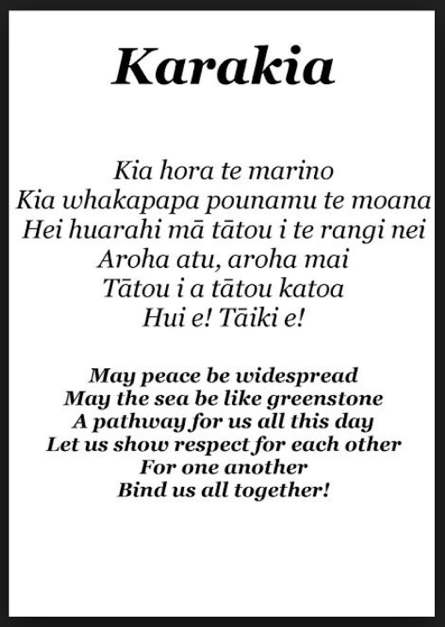 Karakia
Kia hora te marino
Kia whakapapa pounamu te moana
Hei huarahi mā tātou i te rangi nei
Aroha atu, aroha mai
Tātou i a tātou katoa
Hui e! Tāiki e!
May peace be widespread
May the sea be like greenstone
A pathway for us all this day
Let us show respect for each other
For one another
Bind us all together!